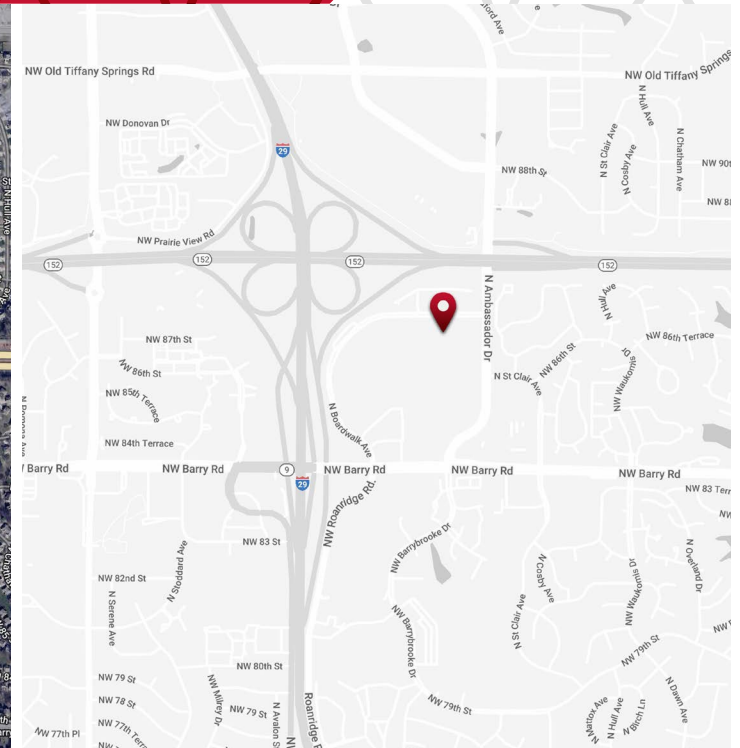 NW Old Tiffany Springs Rd
NW Old Tiffany Springs
NW Donovan Dr
29
N Hull Ave
N St Clair Ave
N Cosby Ave
N Chatham Ave
NW 88th St
NW Prairie View Rd
152
152
152
152
N Ambassador Dr
N Hull Ave
NW 87th St
NW 86th Terrace
NW 86th St
NW 86th St
N St Clair Ave
NW Waukomis Dr
NW 85th Terrace
N Boardwalk Ave
NW 84th Terrace
Barry Rd
NW Barry Rd
9
NW Barry Rd
NW Barry Rd
NW Barry Rd
29
NW 83 Terr
NW Roanridge Rd.
NW 83 St
NW Barrybrooke Dr
N Stoddard Ave
N Overland Dr
NW 82nd St
N Cosby Ave
NW Waukomis Dr
N Serene Ave
N St Clair Ave
NW Barrybrooke Dr
NW 79th St
NW 80th St
NW 79 St
NW Milrey Dr
N Dawn Ave
NW 78 St
NW 79 St
NW 79th St
N Mattox Ave
N Hull Ave
N Birch Ln
NW 77th Pl
NW 77th Terr
N Avalon S
Roanridge